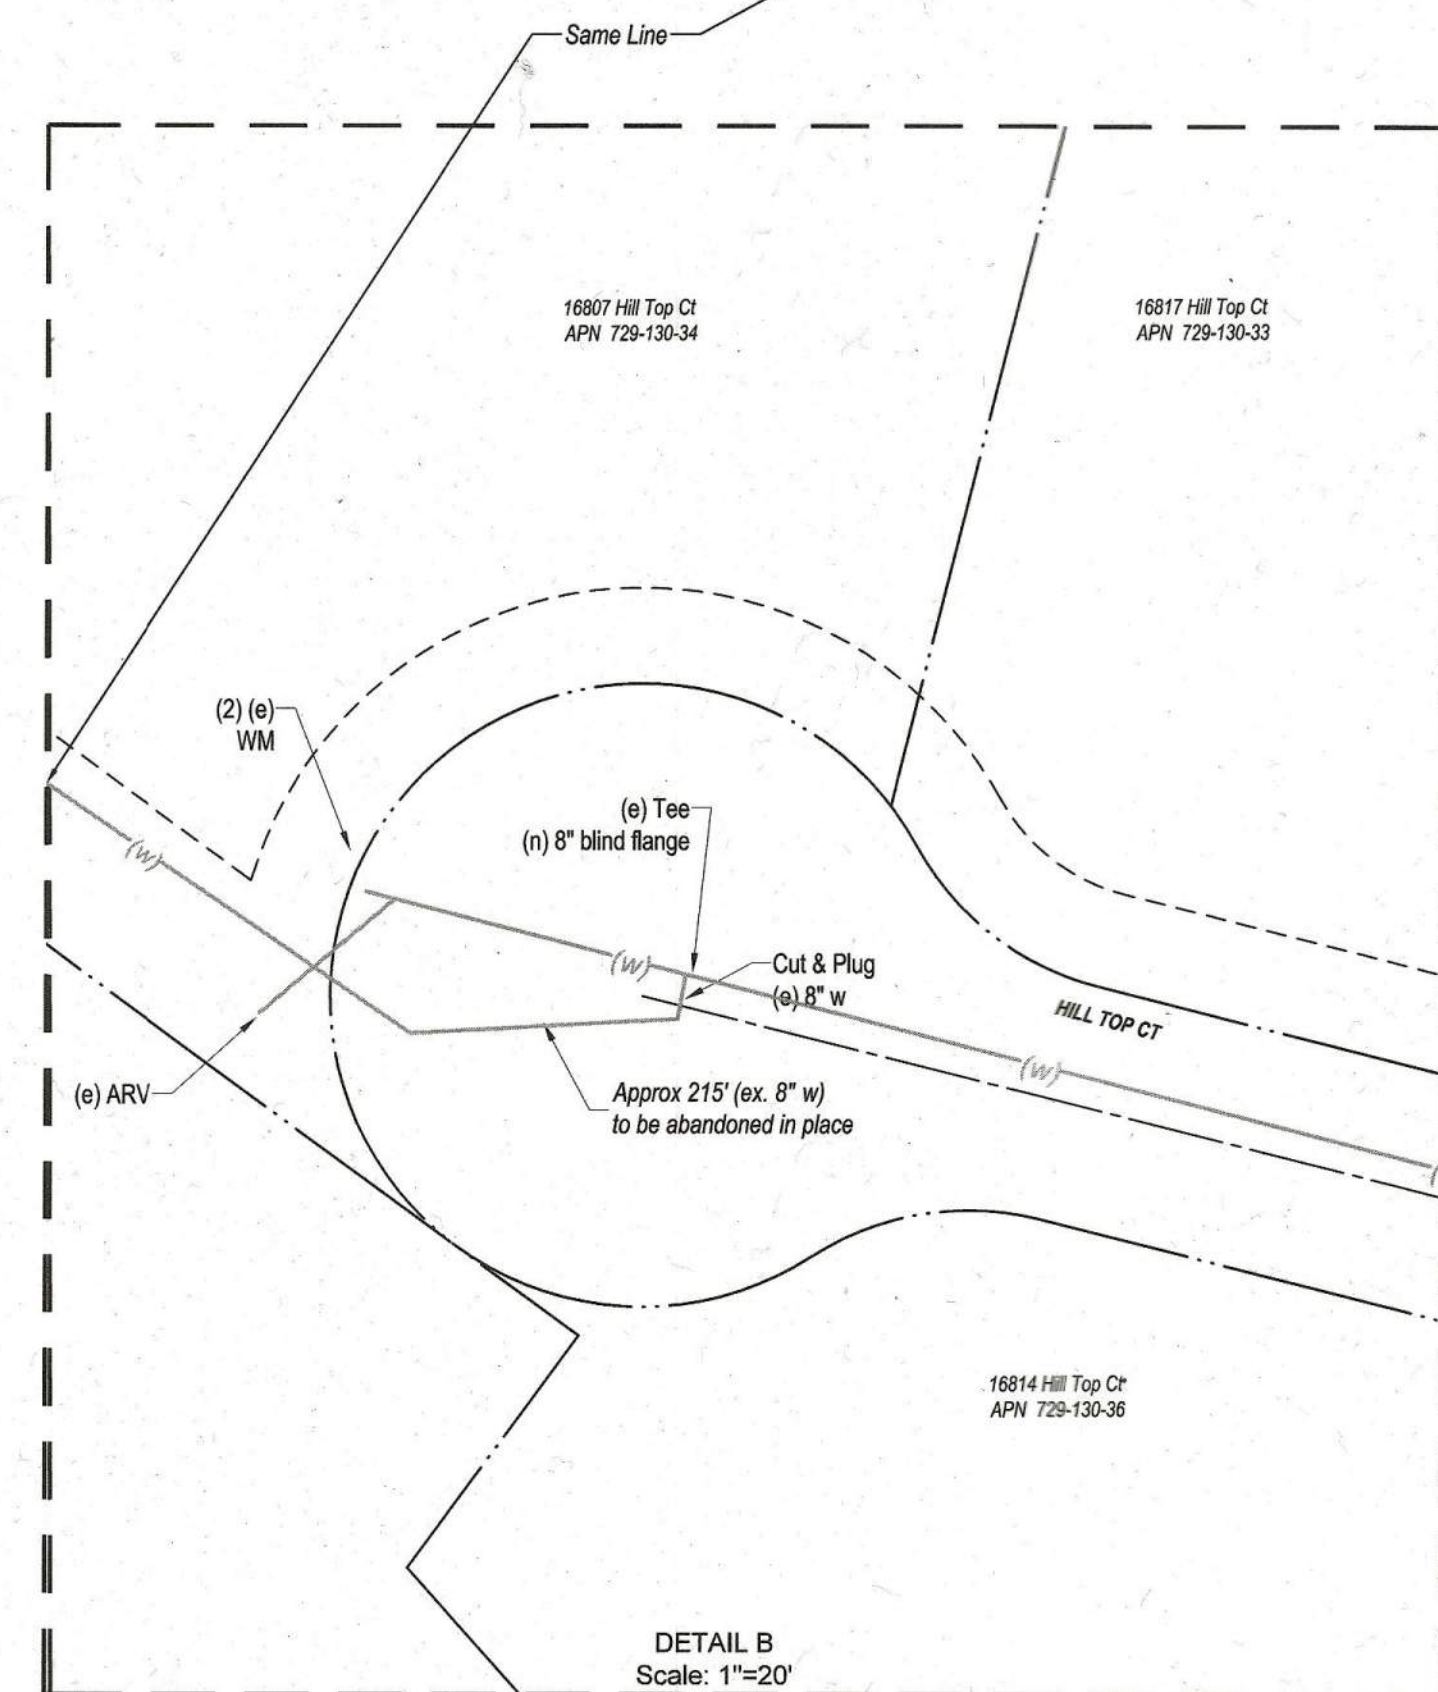 Same Line
16807 Hill Top Ct
APN 729-130-34
16817 Hill Top Ct
APN 729-130-33
(2) (e)
WM
(e) Tee
(n) 8" blind flange
(w)
(w)
Cut & Plug
(e) 8" w
HILL TOP CT
(w)
(e) ARV
Approx 215' (ex. 8" w)
to be abandoned in place
16814 Hill Top Ct
APN 729-130-36
DETAIL B
Scale: 1"=20'